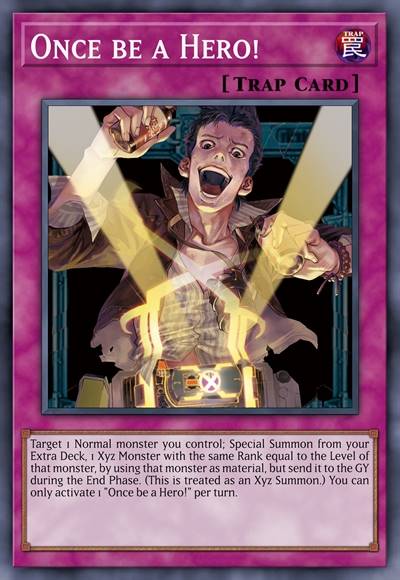 ONCE BE A HERO!
TRAP
罠
[TRAP CARD]
Target 1 Normal monster you control; Special Summon from your
Extra Deck, 1 Xyz Monster with the same Rank equal to the Level of
that monster, by using that monster as material, but send it to the GY
during the End Phase. (This is treated as an Xyz Summon.) You can
only activate 1 "Once be a Hero!" per turn.